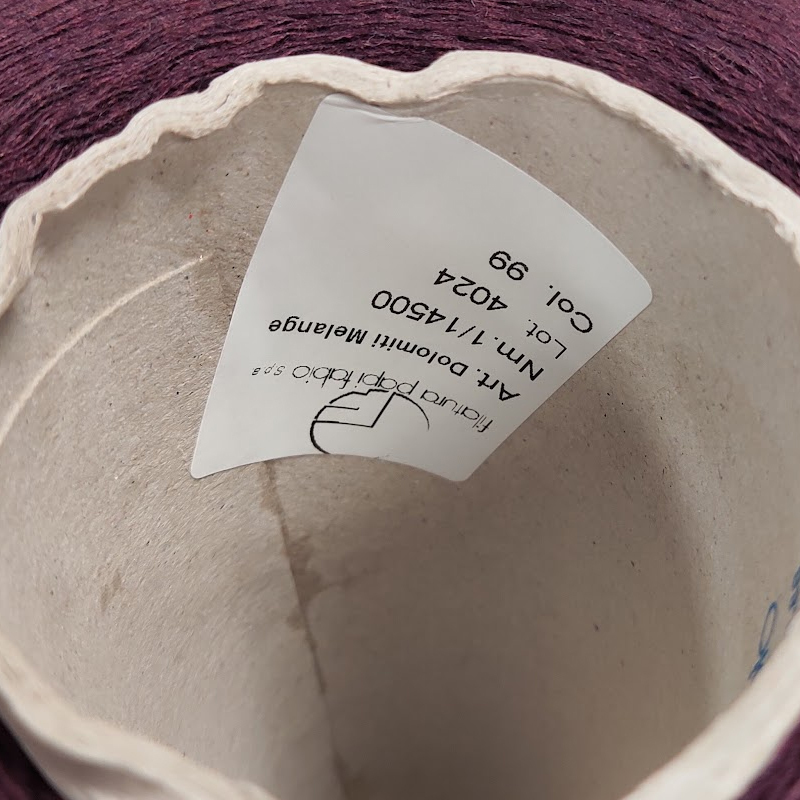 filatura papi fabio s.p.a
Art. Dolomiti Melange
Nm. 1/14500
Lot. 4024
Col. 99